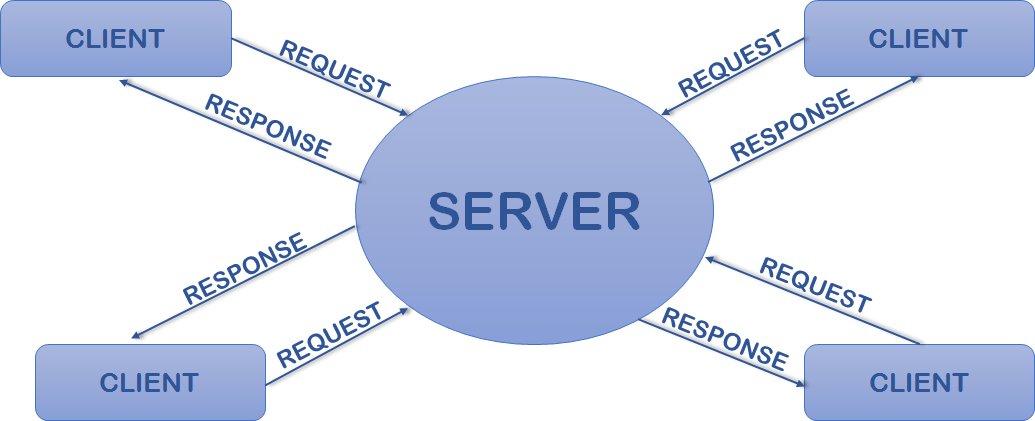 CLIENT
CLIENT
REQUEST
REQUEST
RESPONSE
RESPONSE
SERVER
RESPONSE
REQUEST
REQUEST
RESPONSE
CLIENT
CLIENT